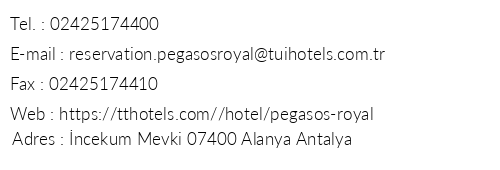 Tel. : 02425174400
E-mail : reservation.pegasosroyal@tuihotels.com.tr
Fax : 02425174410
Web : https://tthotels.com//hotel/pegasos-royal
Adres : İncekum Mevki 07400 Alanya Antalya